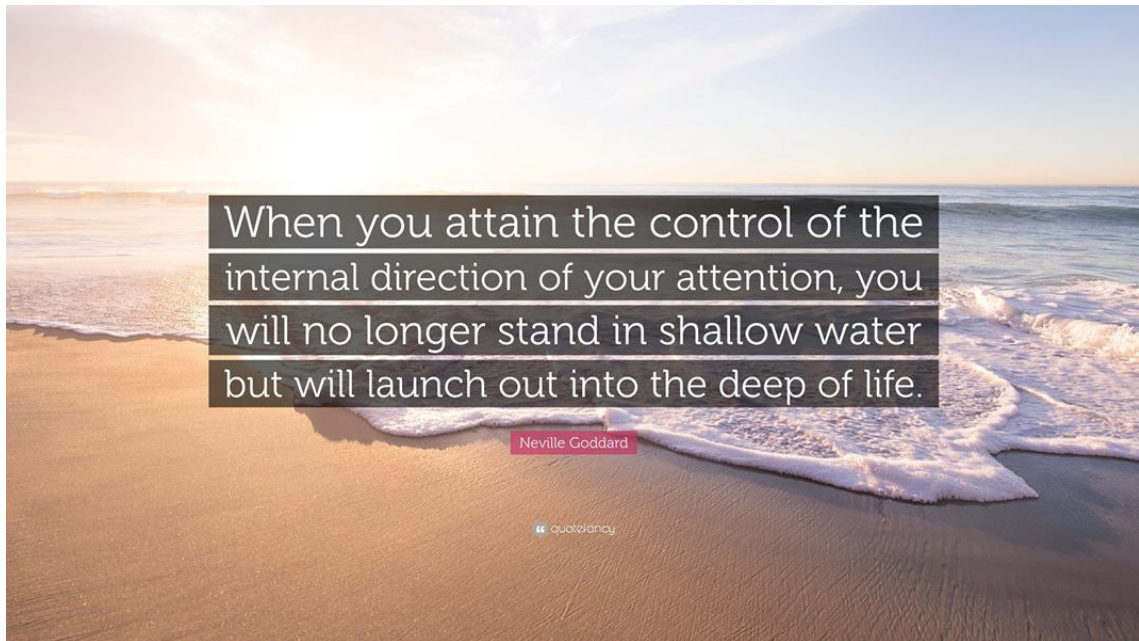 When you attain the control of the
internal direction of your attention, you
will no longer stand in shallow water
but will launch out into the deep of life.
Neville Goddard
quotefancy